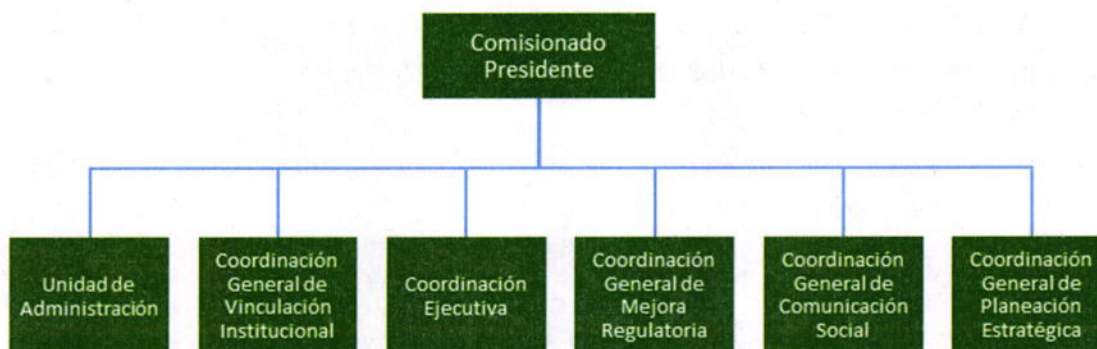 Comisionado
Presidente
Unidad de
Administración
Coordinación
General de
Vinculación
Institucional
Coordinación
Ejecutiva
Coordinación
General de
Mejora
Regulatoria
Coordinación
General de
Comunicación
Social
Coordinación
General de
Planeación
Estratégica